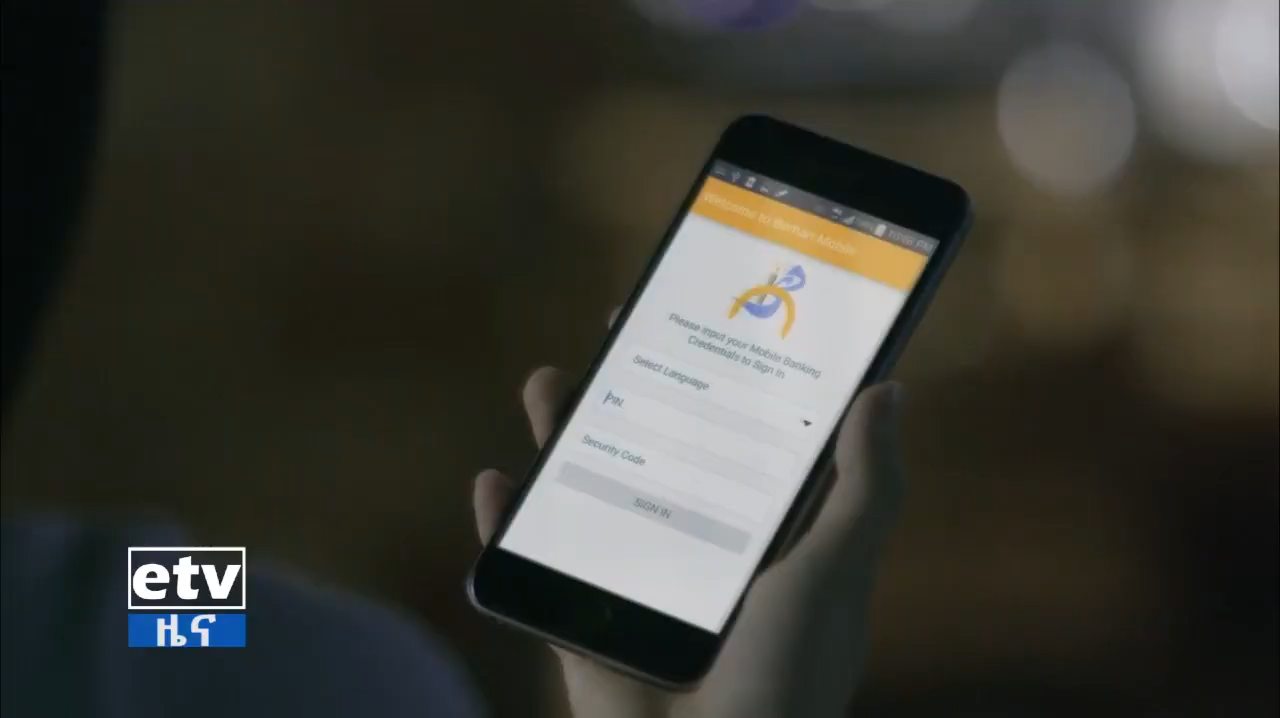 Welcome to Berhan Mobile
Please input your Mobile Banking
Credentials to Sign In
Select Language
PIN
Security Code
SIGN IN
etv
ዜና